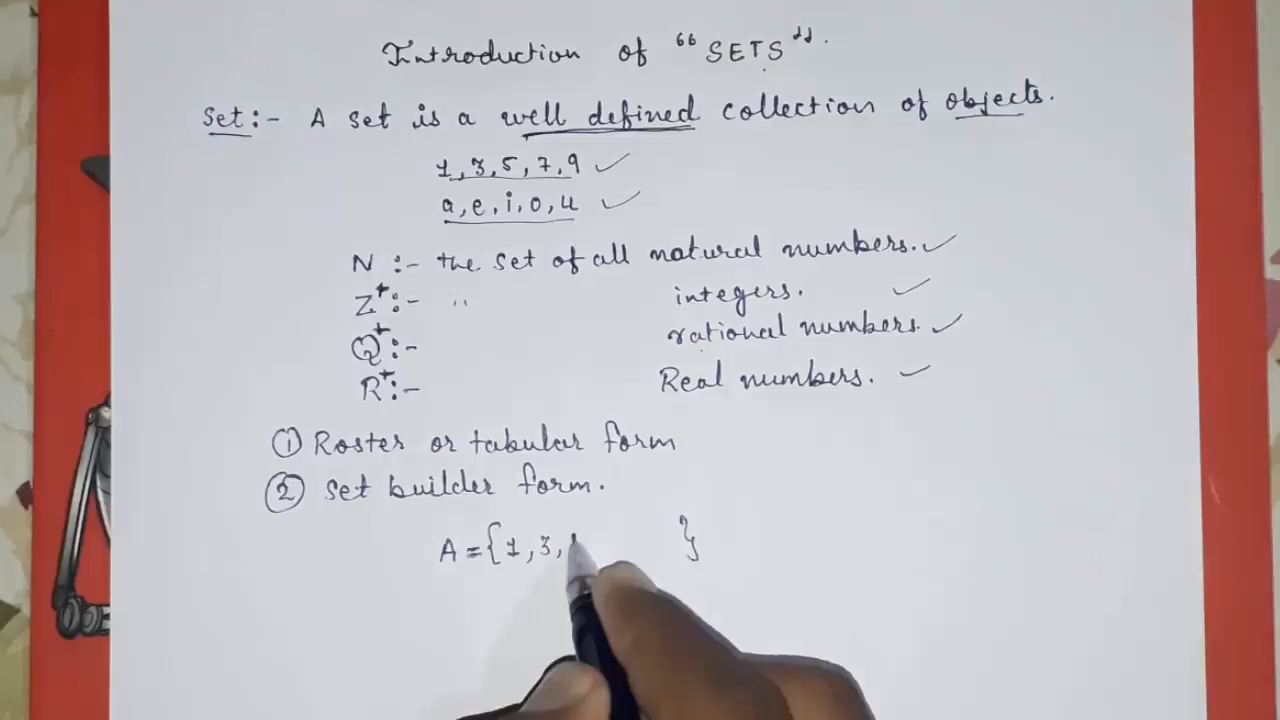 Introduction of “SETS”.
Set:- A set is a well defined collection of objects.
1, 3, 5, 7, 9 ✓
a, e, i, o, u ✓
N :- the set of all natural numbers. ✓
Z⁺:- " integers. ✓
Q⁺:- rational numbers. ✓
R⁺:- Real numbers. ✓
① Roster or tabular form
② Set builder form.
A = {1, 3, }